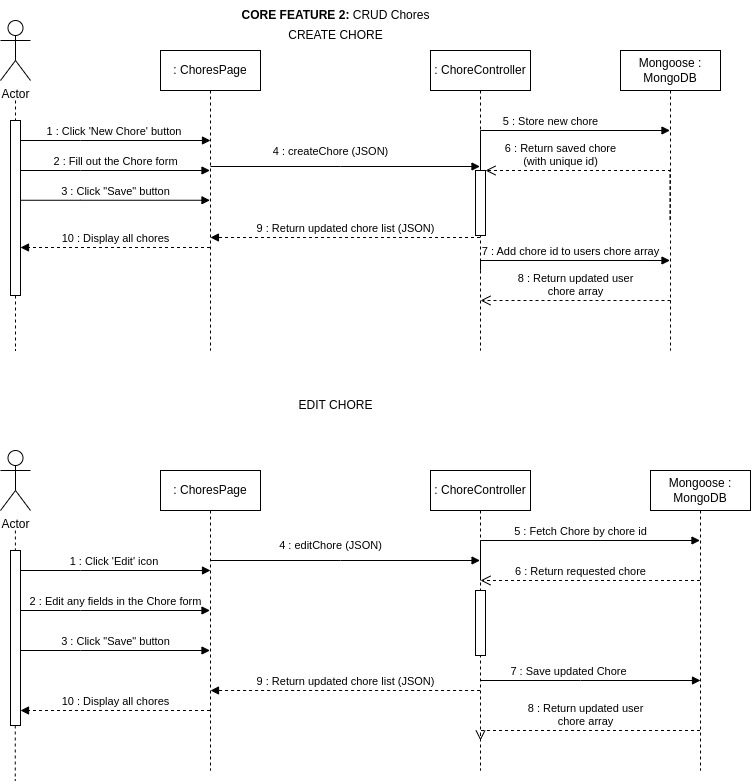 CORE FEATURE 2: CRUD Chores
CREATE CHORE
Actor
: ChoresPage
: ChoreController
Mongoose :
MongoDB
1 : Click 'New Chore' button
2 : Fill out the Chore form
3 : Click "Save" button
4 : createChore (JSON)
5 : Store new chore
6 : Return saved chore
(with unique id)
7 : Add chore id to users chore array
8 : Return updated user
chore array
9 : Return updated chore list (JSON)
10 : Display all chores
EDIT CHORE
Actor
: ChoresPage
: ChoreController
Mongoose :
MongoDB
1 : Click 'Edit' icon
2 : Edit any fields in the Chore form
3 : Click "Save" button
4 : editChore (JSON)
5 : Fetch Chore by chore id
6 : Return requested chore
7 : Save updated Chore
8 : Return updated user
chore array
9 : Return updated chore list (JSON)
10 : Display all chores